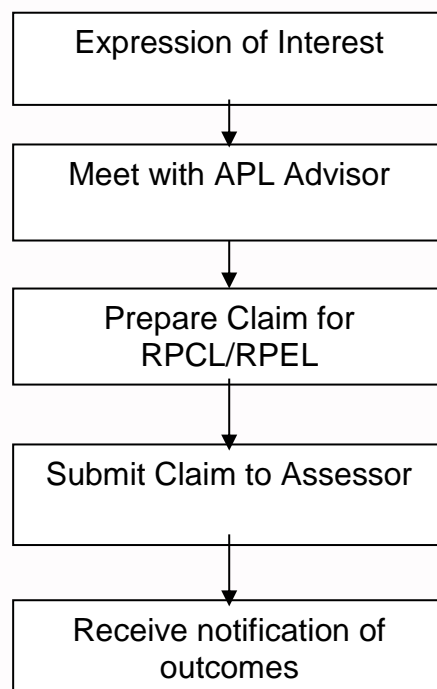 Expression of Interest
Meet with APL Advisor
Prepare Claim for
RPCL/RPEL
Submit Claim to Assessor
Receive notification of
outcomes